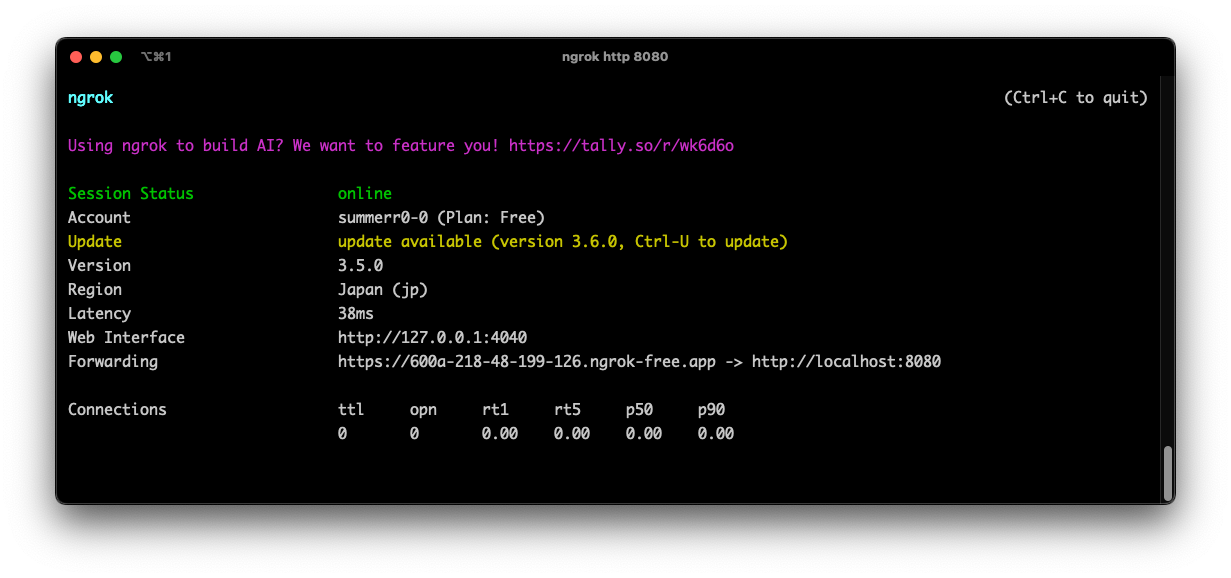 ⌥⌘1 ngrok http 8080
ngrok (Ctrl+C to quit)
Using ngrok to build AI? We want to feature you! https://tally.so/r/wk6d6o
Session Status online
Account summerr0-0 (Plan: Free)
Update update available (version 3.6.0, Ctrl-U to update)
Version 3.5.0
Region Japan (jp)
Latency 38ms
Web Interface http://127.0.0.1:4040
Forwarding https://600a-218-48-199-126.ngrok-free.app -> http://localhost:8080
Connections ttl opn rt1 rt5 p50 p90
0 0 0.00 0.00 0.00 0.00